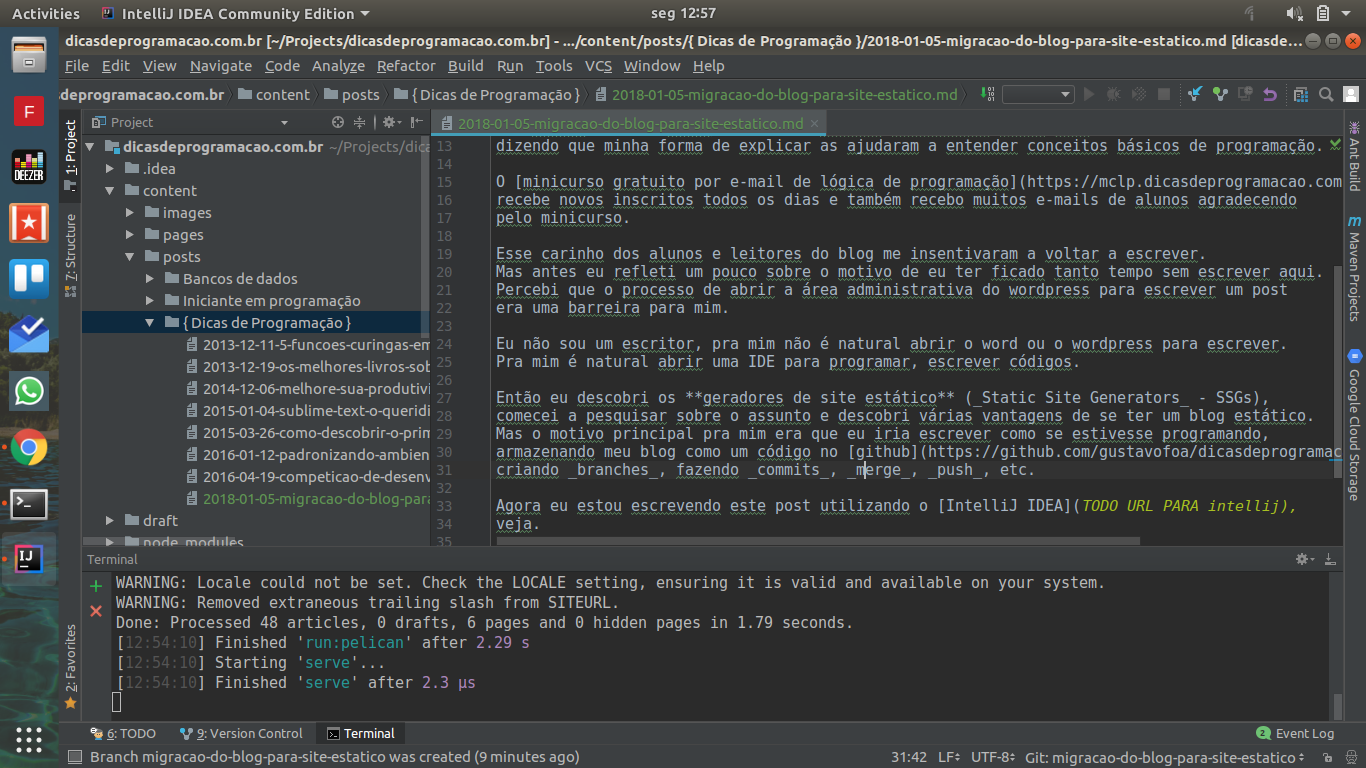 Activities
IntelliJ IDEA Community Edition
seg 12:57
dicasdeprogramacao.com.br [~/Projects/dicasdeprogramacao.com.br] - .../content/posts/{ Dicas de Programação }/2018-01-05-migracao-do-blog-para-site-estatico.md [dicasde...
File Edit View Navigate Code Analyze Refactor Build Run Tools VCS Window Help
sdeprogramacao.com.br content posts { Dicas de Programação } 2018-01-05-migracao-do-blog-para-site-estatico.md
Project
2018-01-05-migracao-do-blog-para-site-estatico.md ×
1: Project
7: Structure
2: Favorites
F
DEEZER
dicasdeprogramacao.com.br ~/Projects/dic
.idea
content
images
pages
posts
Bancos de dados
Iniciante em programação
{ Dicas de Programação }
2013-12-11-5-funcoes-curingas-em
2013-12-19-os-melhores-livros-sob
2014-12-06-melhore-sua-produtivi
2015-01-04-sublime-text-o-queridi
2015-03-26-como-descobrir-o-prim
2016-01-12-padronizando-ambien
2016-04-19-competicao-de-desenv
2018-01-05-migracao-do-blog-para
draft
node_modules
13 dizendo que minha forma de explicar as ajudaram a entender conceitos básicos de programação.
14
15 O [minicurso gratuito por e-mail de lógica de programação](https://mclp.dicasdeprogramacao.com
16 recebe novos inscritos todos os dias e também recebo muitos e-mails de alunos agradecendo
17 pelo minicurso.
18
19 Esse carinho dos alunos e leitores do blog me insentivaram a voltar a escrever.
20 Mas antes eu refleti um pouco sobre o motivo de eu ter ficado tanto tempo sem escrever aqui.
21 Percebi que o processo de abrir a área administrativa do wordpress para escrever um post
22 era uma barreira para mim.
23
24 Eu não sou um escritor, pra mim não é natural abrir o word ou o wordpress para escrever.
25 Pra mim é natural abrir uma IDE para programar, escrever códigos.
26
27 Então eu descobri os **geradores de site estático** (_Static Site Generators_ - SSGs),
28 comecei a pesquisar sobre o assunto e descobri várias vantagens de se ter um blog estático.
29 Mas o motivo principal pra mim era que eu iria escrever como se estivesse programando,
30 armazenando meu blog como um código no [github](https://github.com/gustavofoa/dicasdeprogramac
31 criando _branches_, fazendo _commits_, _merge_, _push_, etc.
32
33 Agora eu estou escrevendo este post utilizando o [IntelliJ IDEA](TODO URL PARA intellij),
34 veja.
35
Ant Build
m Maven Projects
Google Cloud Storage
Terminal
WARNING: Locale could not be set. Check the LOCALE setting, ensuring it is valid and available on your system.
WARNING: Removed extraneous trailing slash from SITEURL.
Done: Processed 48 articles, 0 drafts, 6 pages and 0 hidden pages in 1.79 seconds.
[12:54:10] Finished 'run:pelican' after 2.29 s
[12:54:10] Starting 'serve'...
[12:54:10] Finished 'serve' after 2.3 μs
6: TODO 9: Version Control Terminal 2 Event Log
Branch migracao-do-blog-para-site-estatico was created (9 minutes ago) 31:42 LF UTF-8 Git: migracao-do-blog-para-site-estatico